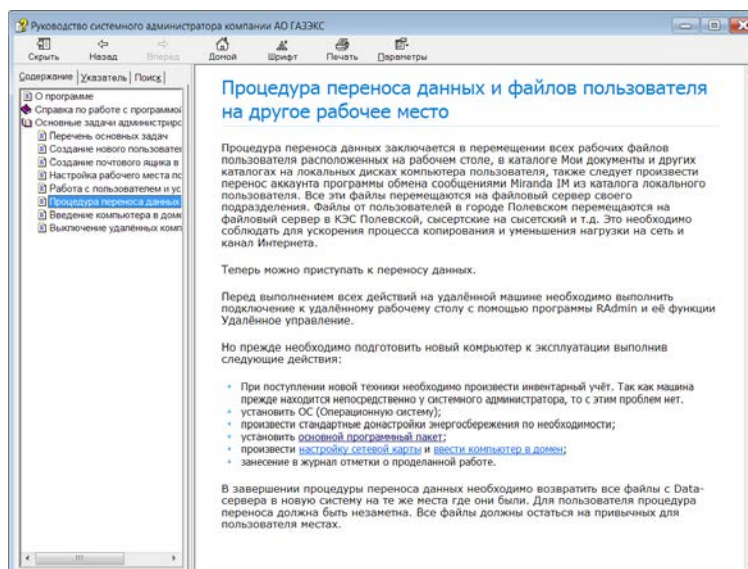 Руководство системного администратора компании АО ГАЗЭКС
Скрыть Назад Вперед Домой Шрифт Печать Параметры
Содержание Указатель Поиск
О программе
Справка по работе с программой
Основные задачи администрирс
Перечень основных задач
Создание нового пользовател
Создание почтового ящика в
Настройка рабочего места пс
Работа с пользователем и ус
Процедура переноса данных
Введение компьютера в доме
Выключение удалённых комп
Процедура переноса данных и файлов пользователя
на другое рабочее место
Процедура переноса данных заключается в перемещении всех рабочих файлов
пользователя расположенных на рабочем столе, в каталоге Мои документы и других
каталогах на локальных дисках компьютера пользователя, также следует произвести
перенос аккаунта программы обмена сообщениями Miranda IM из каталога локального
пользователя. Все эти файлы перемещаются на файловый сервер своего
подразделения. Файлы от пользователей в городе Полевском перемещаются на
файловый сервер в КЭС Полевской, сысертские на сысетский и т.д. Это необходимо
соблюдать для ускорения процесса копирования и уменьшения нагрузки на сеть и
канал Интернета.
Теперь можно приступать к переносу данных.
Перед выполнением всех действий на удалённой машине необходимо выполнить
подключение к удалённому рабочему столу с помощью программы RAdmin и её функции
Удалённое управление.
Но прежде необходимо подготовить новый компьютер к эксплуатации выполнив
следующие действия:
При поступлении новой техники необходимо произвести инвентарный учёт. Так как машина
прежде находится непосредственно у системного администратора, то с этим проблем нет.
установить ОС (Операционную систему);
произвести стандартные донастройки энергосбережения по необходимости;
установить основной программный пакет;
произвести настройку сетевой карты и ввести компьютер в домен;
занесение в журнал отметки о проделанной работе.
В завершении процедуры переноса данных необходимо возвратить все файлы с Data-
сервера в новую систему на те же места где они были. Для пользователя процедура
переноса должна быть незаметна. Все файлы должны остаться на привычных для
пользователя местах.